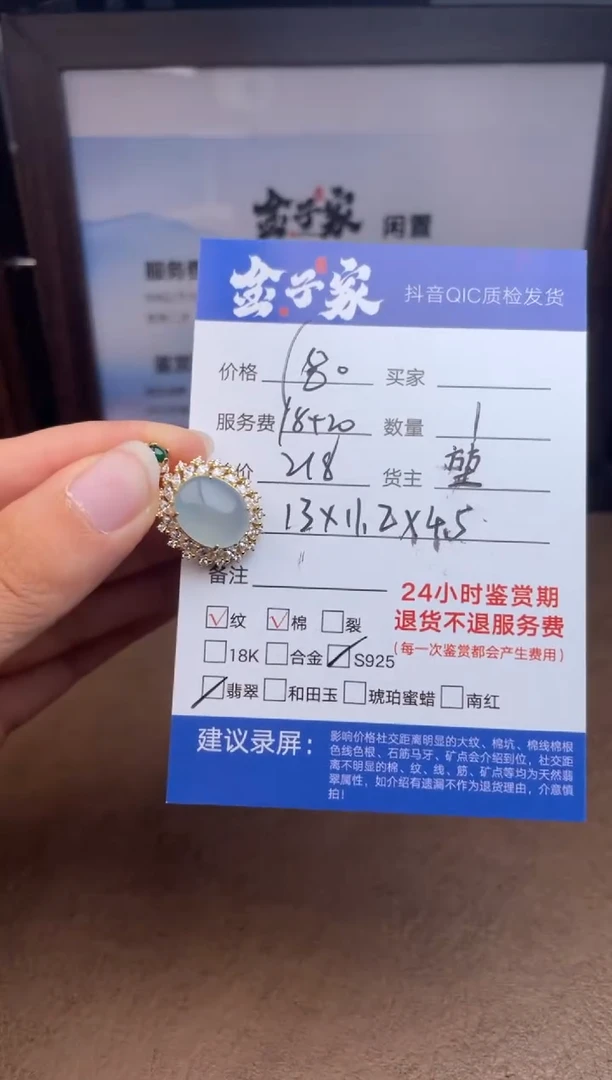 金子家 闲置
服务费
金子家 抖音QIC质检发货
价格 180 买家
服务费 18+20 数量 1
总价 218 货主
13×11.2×4.5
备注
24小时鉴赏期
退货不退服务费
(每一次鉴赏都会产生费用)
纹 棉 裂
18K 合金 S925
翡翠 和田玉 琥珀蜜蜡 南红
建议录屏：
影响价格社交距离明显的大纹、棉坑、棉线棉根
色线色根、石筋马牙、矿点会介绍到位，社交距
离不明显的棉、纹、线、筋、矿点等均为天然翡
翠属性，如介绍有遗漏不作为退货理由，介意慎
拍！